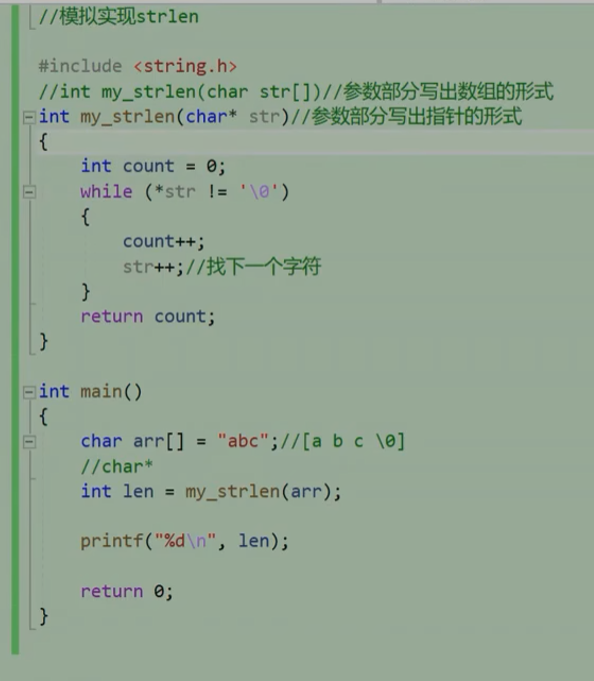 //模拟实现strlen
#include <string.h>
//int my_strlen(char str[])//参数部分写出数组的形式
int my_strlen(char* str)//参数部分写出指针的形式
{
int count = 0;
while (*str != '\0')
{
count++;
str++;//找下一个字符
}
return count;
}
int main()
{
char arr[] = "abc";//[a b c \0]
//char*
int len = my_strlen(arr);
printf("%d\n", len);
return 0;
}